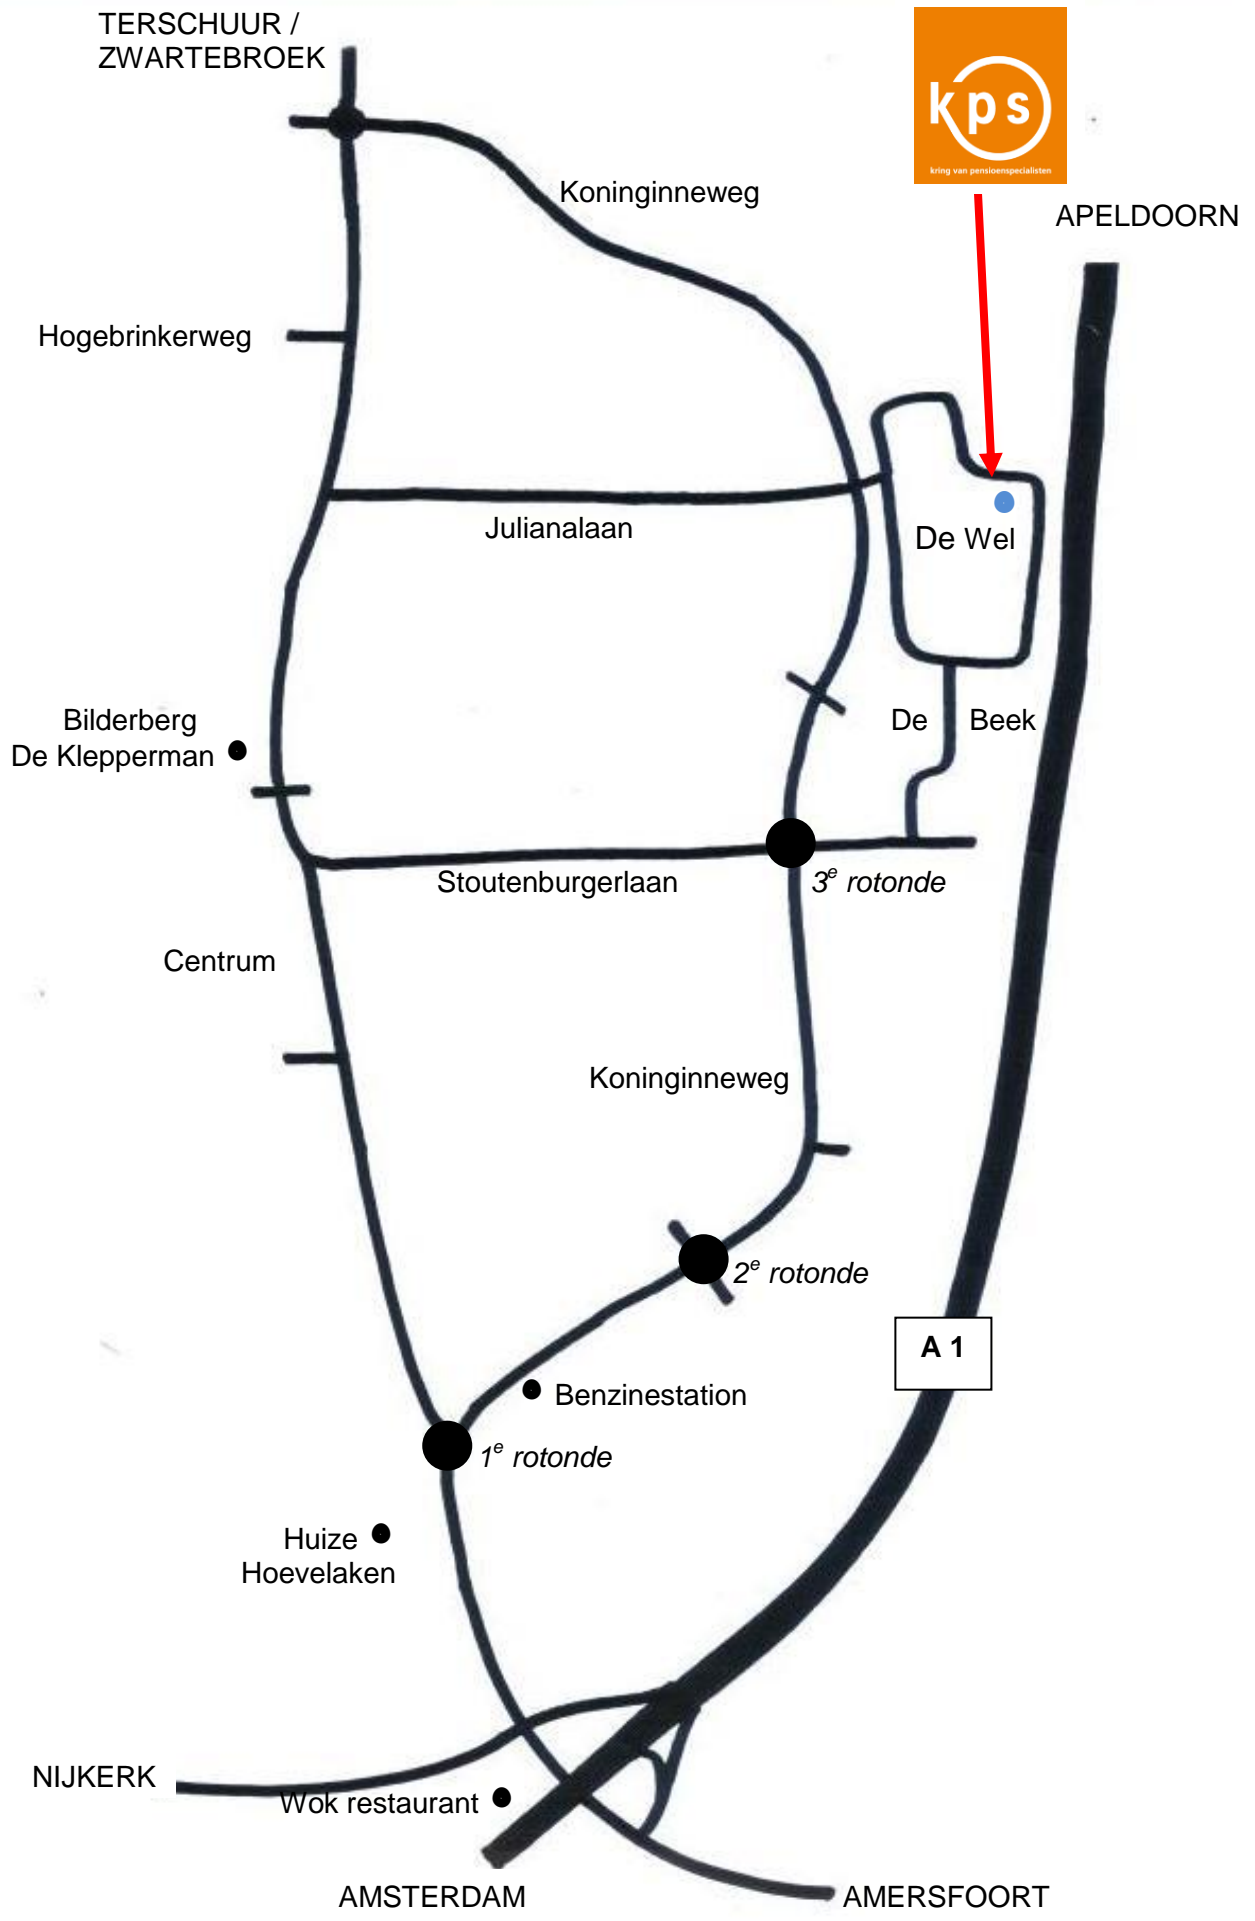 TERSCHUUR /
ZWARTEBROEK
kps
kring van pensioenspecialisten
Koninginneweg
APELDOORN
Hogebrinkerweg
Julianalaan
De Wel
Bilderberg
De Klepperman
De Beek
Stoutenburgerlaan
3e rotonde
Centrum
Koninginneweg
2e rotonde
A 1
Benzinestation
1e rotonde
Huize
Hoevelaken
NIJKERK
Wok restaurant
AMSTERDAM
AMERSFOORT